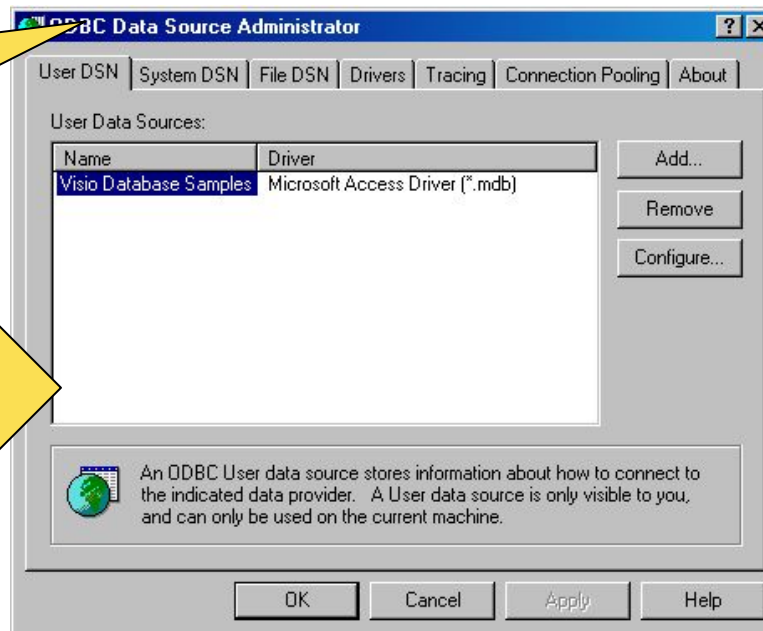 ODBC Data Source Administrator
User DSN System DSN File DSN Drivers Tracing Connection Pooling About
User Data Sources:
Name Driver
Visio Database Samples Microsoft Access Driver (*.mdb)
Add...
Remove
Configure...
An ODBC User data source stores information about how to connect to
the indicated data provider. A User data source is only visible to you,
and can only be used on the current machine.
OK Cancel Apply Help